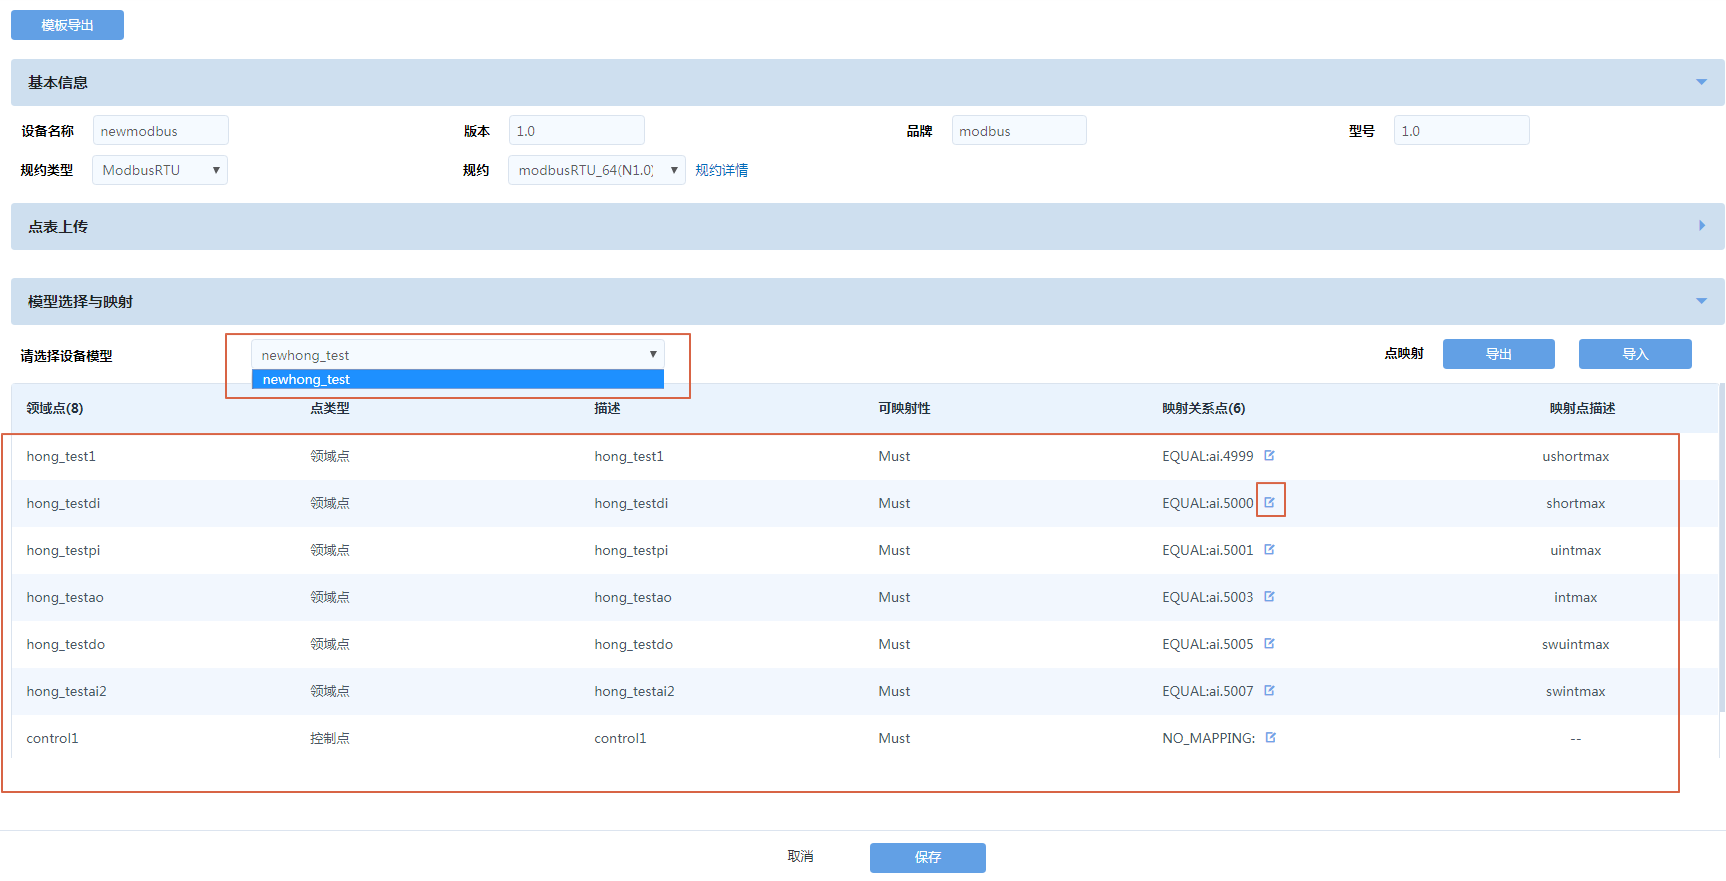 模板导出
基本信息
设备名称 newmodbus 版本 1.0 品牌 modbus 型号 1.0
规约类型 ModbusRTU 规约 modbusRTU_64(N1.0) 规约详情
点表上传
模型选择与映射
请选择设备模型 newhong_test 点映射 导出 导入
newhong_test
领域点(8) 点类型 描述 可映射性 映射关系点(6) 映射点描述
hong_test1 领域点 hong_test1 Must EQUAL:ai.4999 ushortmax
hong_testdi 领域点 hong_testdi Must EQUAL:ai.5000 shortmax
hong_testpi 领域点 hong_testpi Must EQUAL:ai.5001 uintmax
hong_testao 领域点 hong_testao Must EQUAL:ai.5003 intmax
hong_testdo 领域点 hong_testdo Must EQUAL:ai.5005 swuintmax
hong_testai2 领域点 hong_testai2 Must EQUAL:ai.5007 swintmax
control1 控制点 control1 Must NO_MAPPING: --
取消 保存